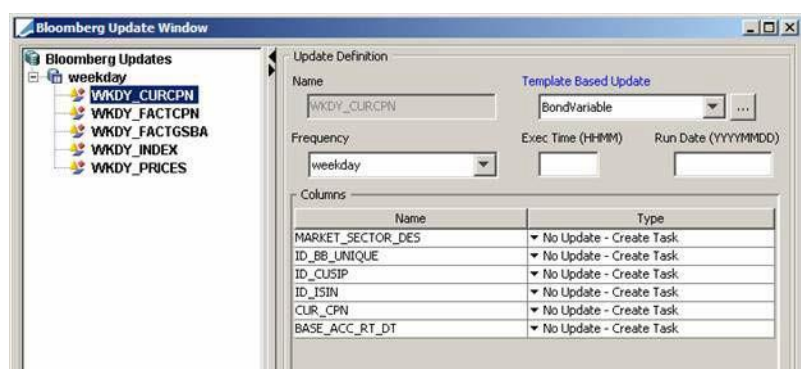 Bloomberg Update Window
Bloomberg Updates
weekday
WKDY_CURCPN
WKDY_FACTCPN
WKDY_FACTGSBA
WKDY_INDEX
WKDY_PRICES
Update Definition
Name Template Based Update
WKDY_CURCPN BondVariable ...
Frequency Exec Time (HHMM) Run Date (YYYYMMDD)
weekday
Columns
Name Type
MARKET_SECTOR_DES No Update - Create Task
ID_BB_UNIQUE No Update - Create Task
ID_CUSIP No Update - Create Task
ID_ISIN No Update - Create Task
CUR_CPN No Update - Create Task
BASE_ACC_RT_DT No Update - Create Task